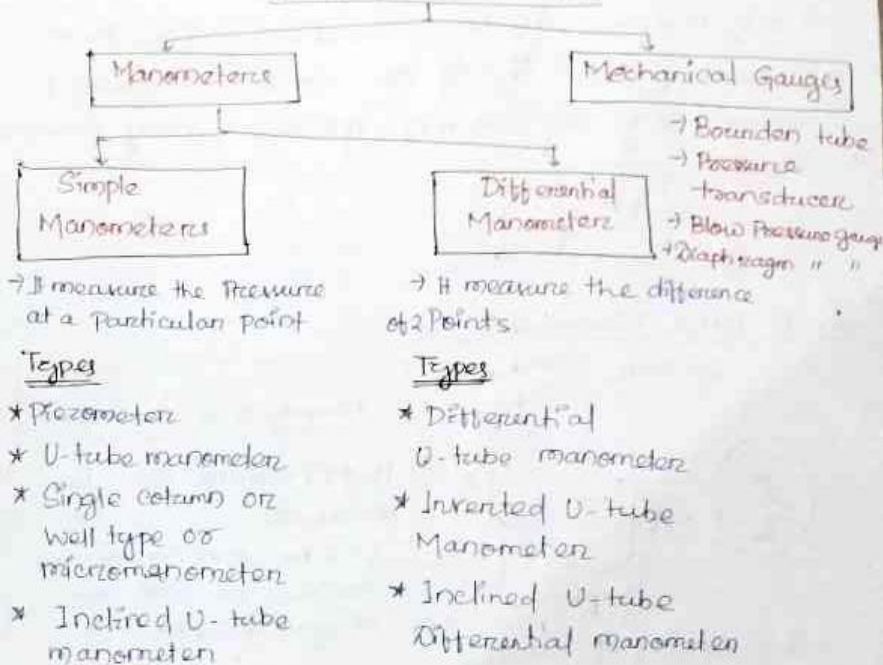 Manometers
Mechanical Gauges
→ Bounden tube
→ Pressure
transducer
→ Blow Pressure gauge
→ Diaphragm " "
Simple
Manometers
Differential
Manometer
→ It measure the Pressure
at a Particular point
→ It measure the difference
of 2 Points
Types
* Piezometer
* U-tube manometer
* Single column or
well type or
micromanometer
* Inclined U-tube
manometer
Types
* Differential
U-tube manometer
* Inverted U-tube
Manometer
* Inclined U-tube
Differential manometer